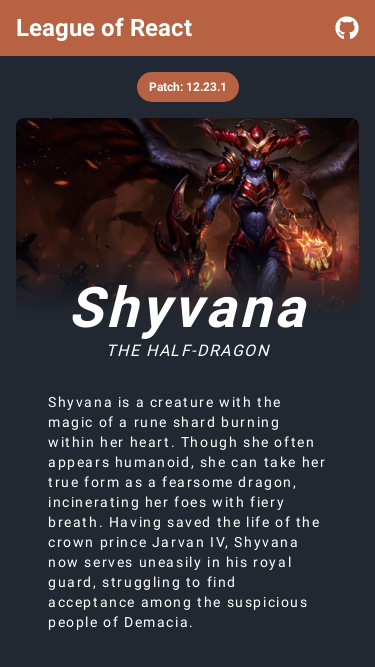 League of React
Patch: 12.23.1
Shyvana
THE HALF-DRAGON
Shyvana is a creature with the
magic of a rune shard burning
within her heart. Though she often
appears humanoid, she can take her
true form as a fearsome dragon,
incinerating her foes with fiery
breath. Having saved the life of the
crown prince Jarvan IV, Shyvana
now serves uneasily in his royal
guard, struggling to find
acceptance among the suspicious
people of Demacia.